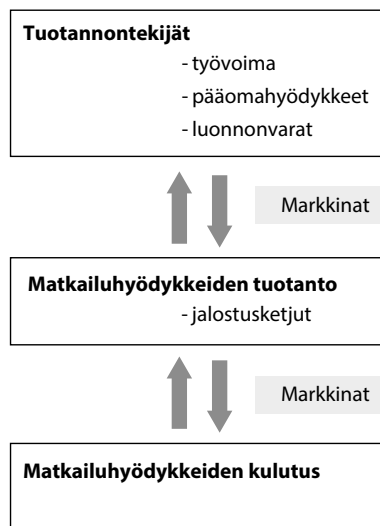 Tuotannontekijät
- työvoima
- pääomahyödykkeet
- luonnonvarat
Markkinat
Matkailuhyödykkeiden tuotanto
- jalostusketjut
Markkinat
Matkailuhyödykkeiden kulutus